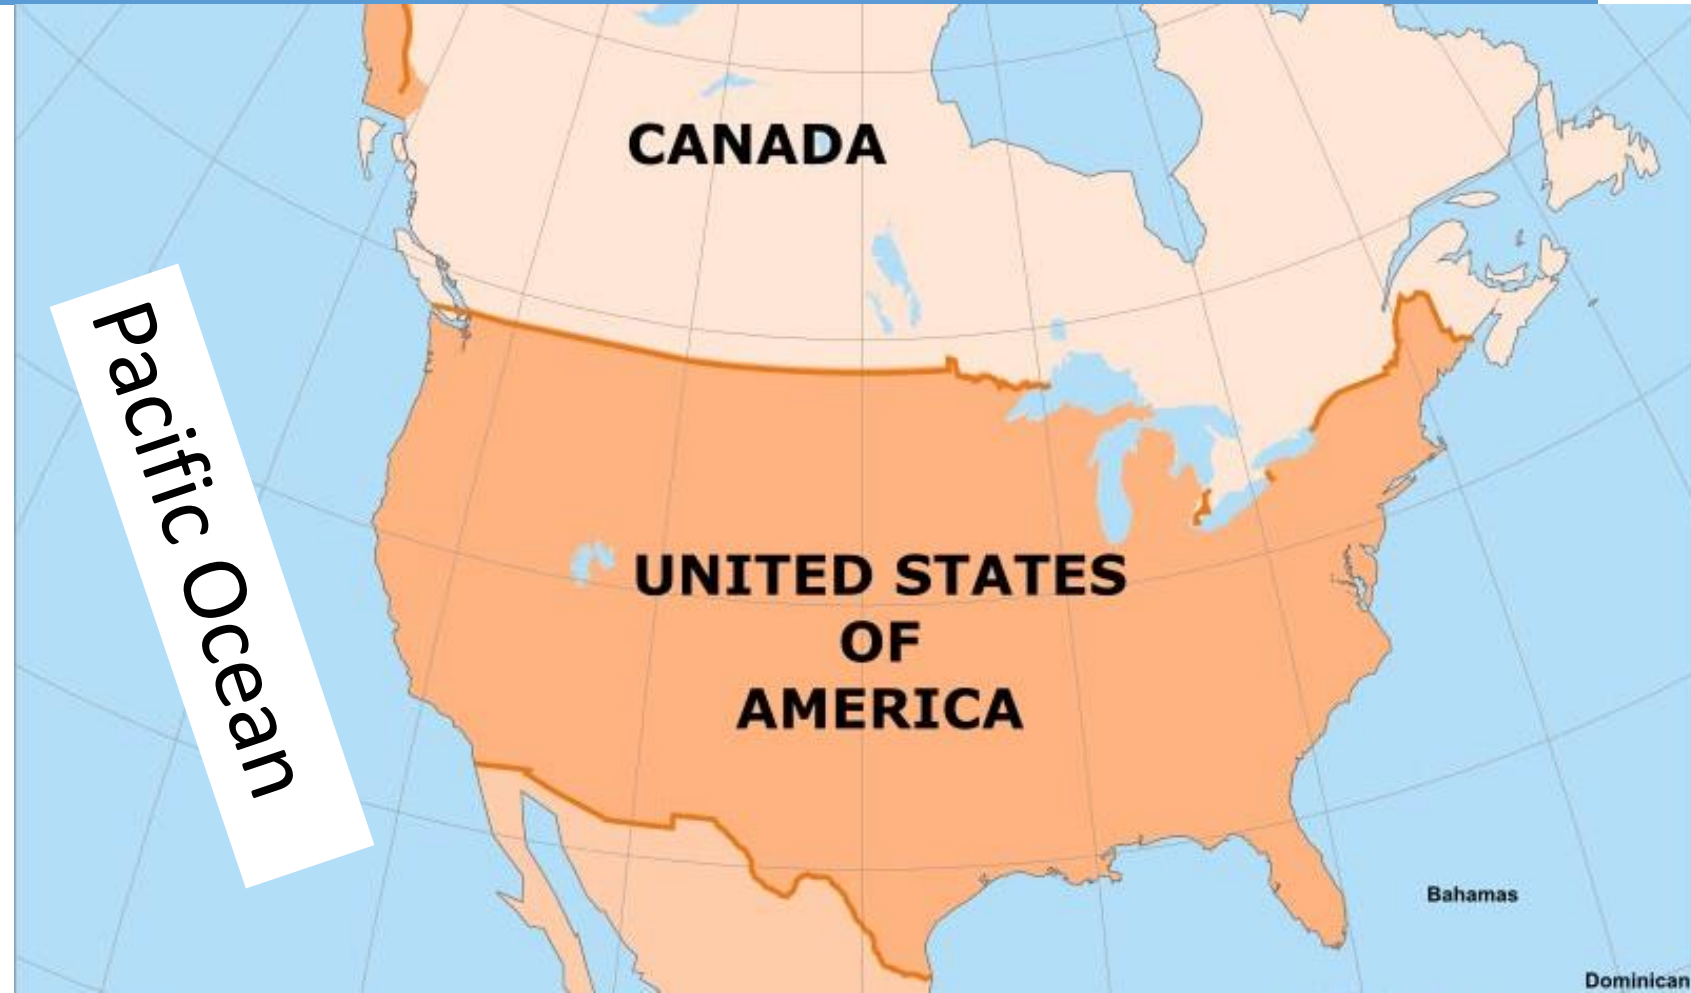 CANADA
Pacific Ocean
UNITED STATES
OF
AMERICA
Bahamas
Dominican